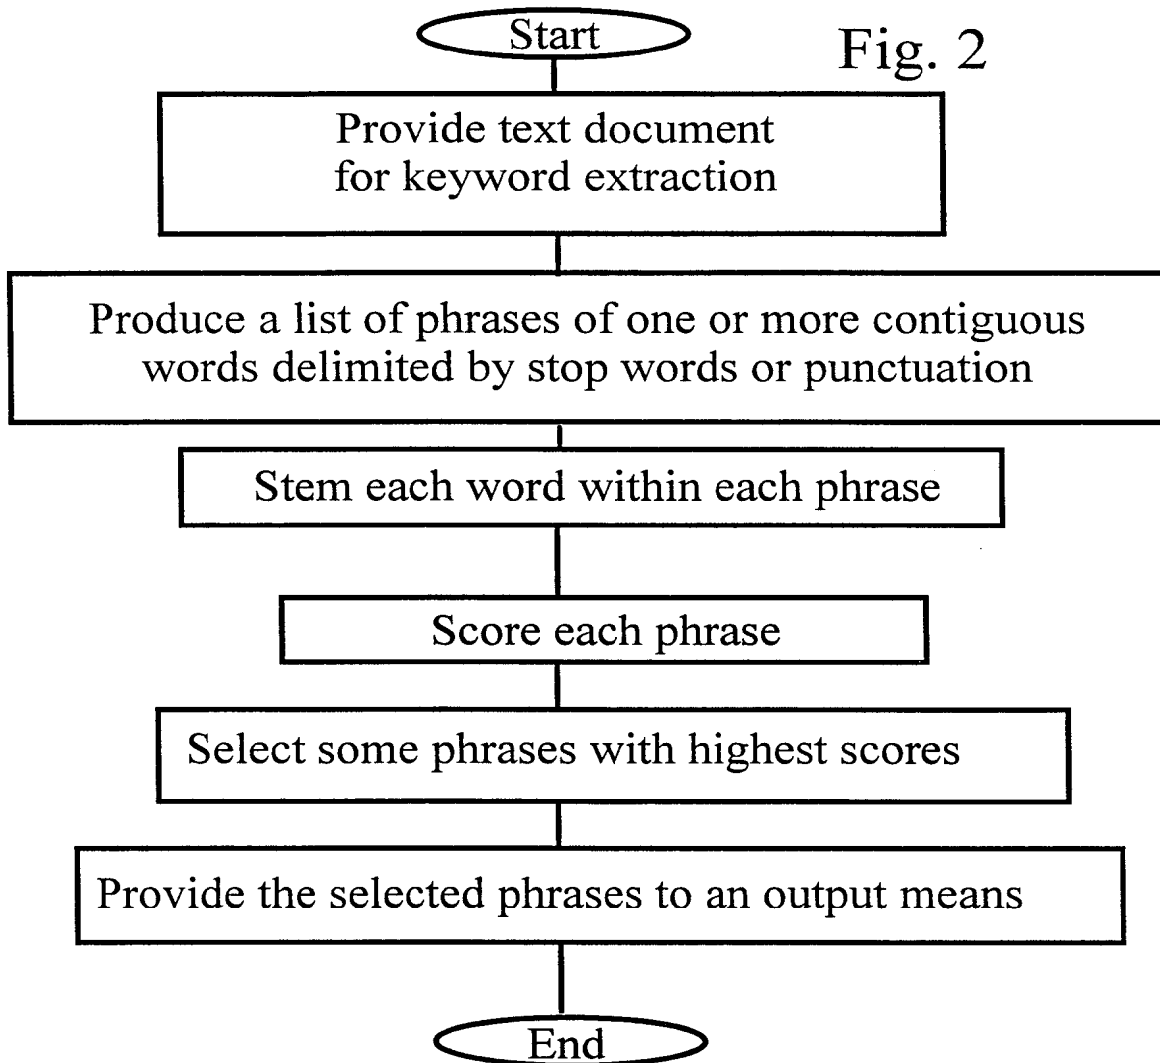 Start
Fig. 2
Provide text document
for keyword extraction
Produce a list of phrases of one or more contiguous
words delimited by stop words or punctuation
Stem each word within each phrase
Score each phrase
Select some phrases with highest scores
Provide the selected phrases to an output means
End